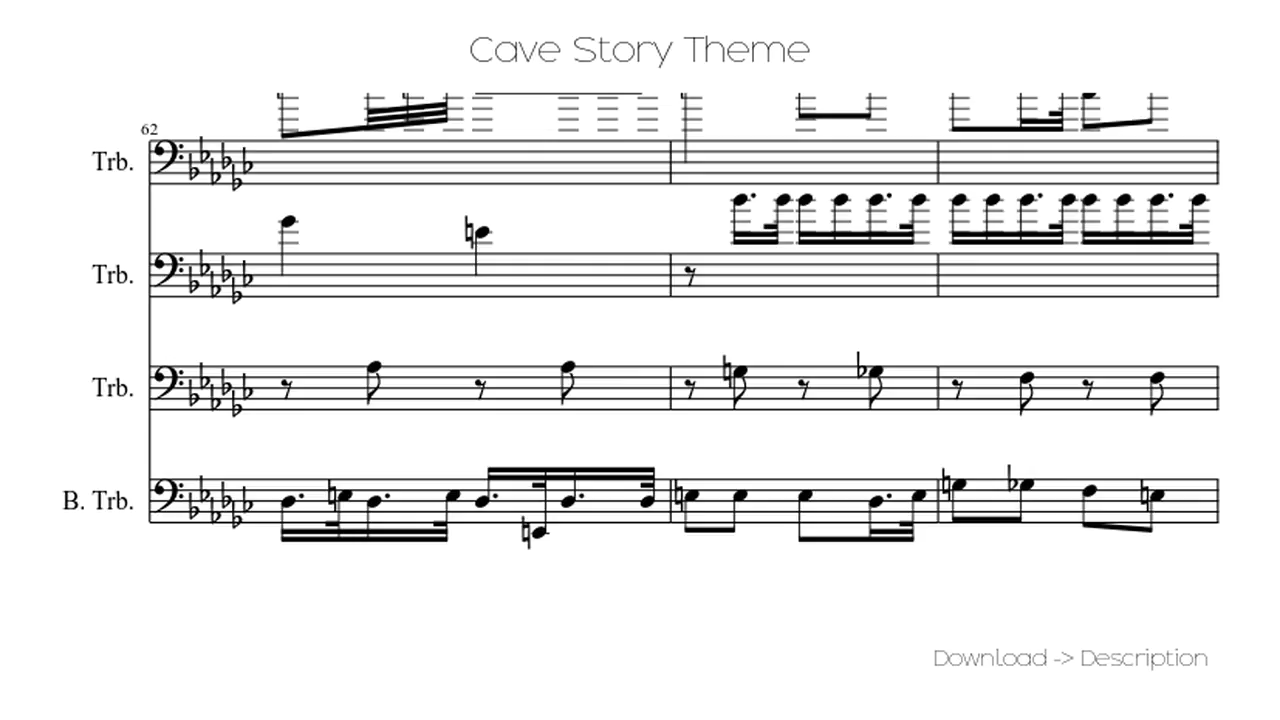 Cave Story Theme
62
Trb.
Trb.
Trb.
B. Trb.
Download -> Description